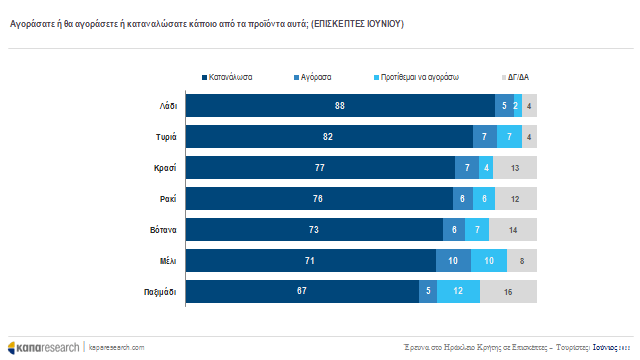 Αγοράσατε ή θα αγοράσετε ή καταναλώσατε κάποιο από τα προϊόντα αυτά; (ΕΠΙΣΚΕΠΤΕΣ ΙΟΥΝΙΟΥ)
Κατανάλωσα Αγόρασα Προτίθεμαι να αγοράσω ΔΓ/ΔΑ
Λάδι 88 5 2 4
Τυριά 82 7 7 4
Κρασί 77 7 4 13
Ρακί 76 6 6 12
Βότανα 73 6 7 14
Μέλι 71 10 10 8
Παξιμάδι 67 5 12 16
καπαresearch | kaparesearch.com Έρευνα στο Ηράκλειο Κρήτης σε Επισκέπτες – Τουρίστες| Ιούνιος 2022